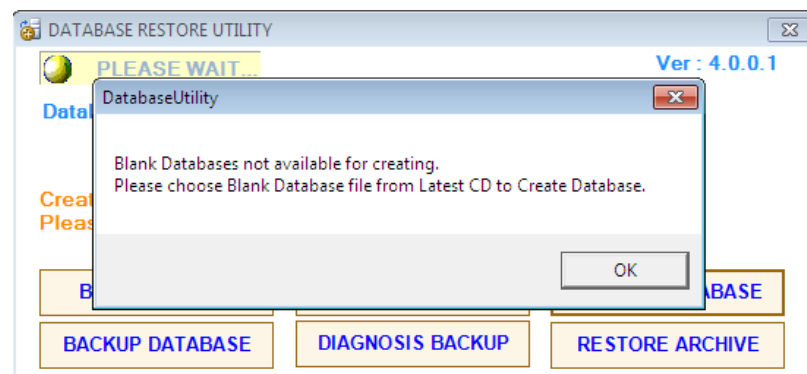 DATABASE RESTORE UTILITY
PLEASE WAIT...
Ver : 4.0.0.1
DatabaseUtility
Blank Databases not available for creating.
Please choose Blank Database file from Latest CD to Create Database.
OK
BACKUP DATABASE
DIAGNOSIS BACKUP
RESTORE ARCHIVE